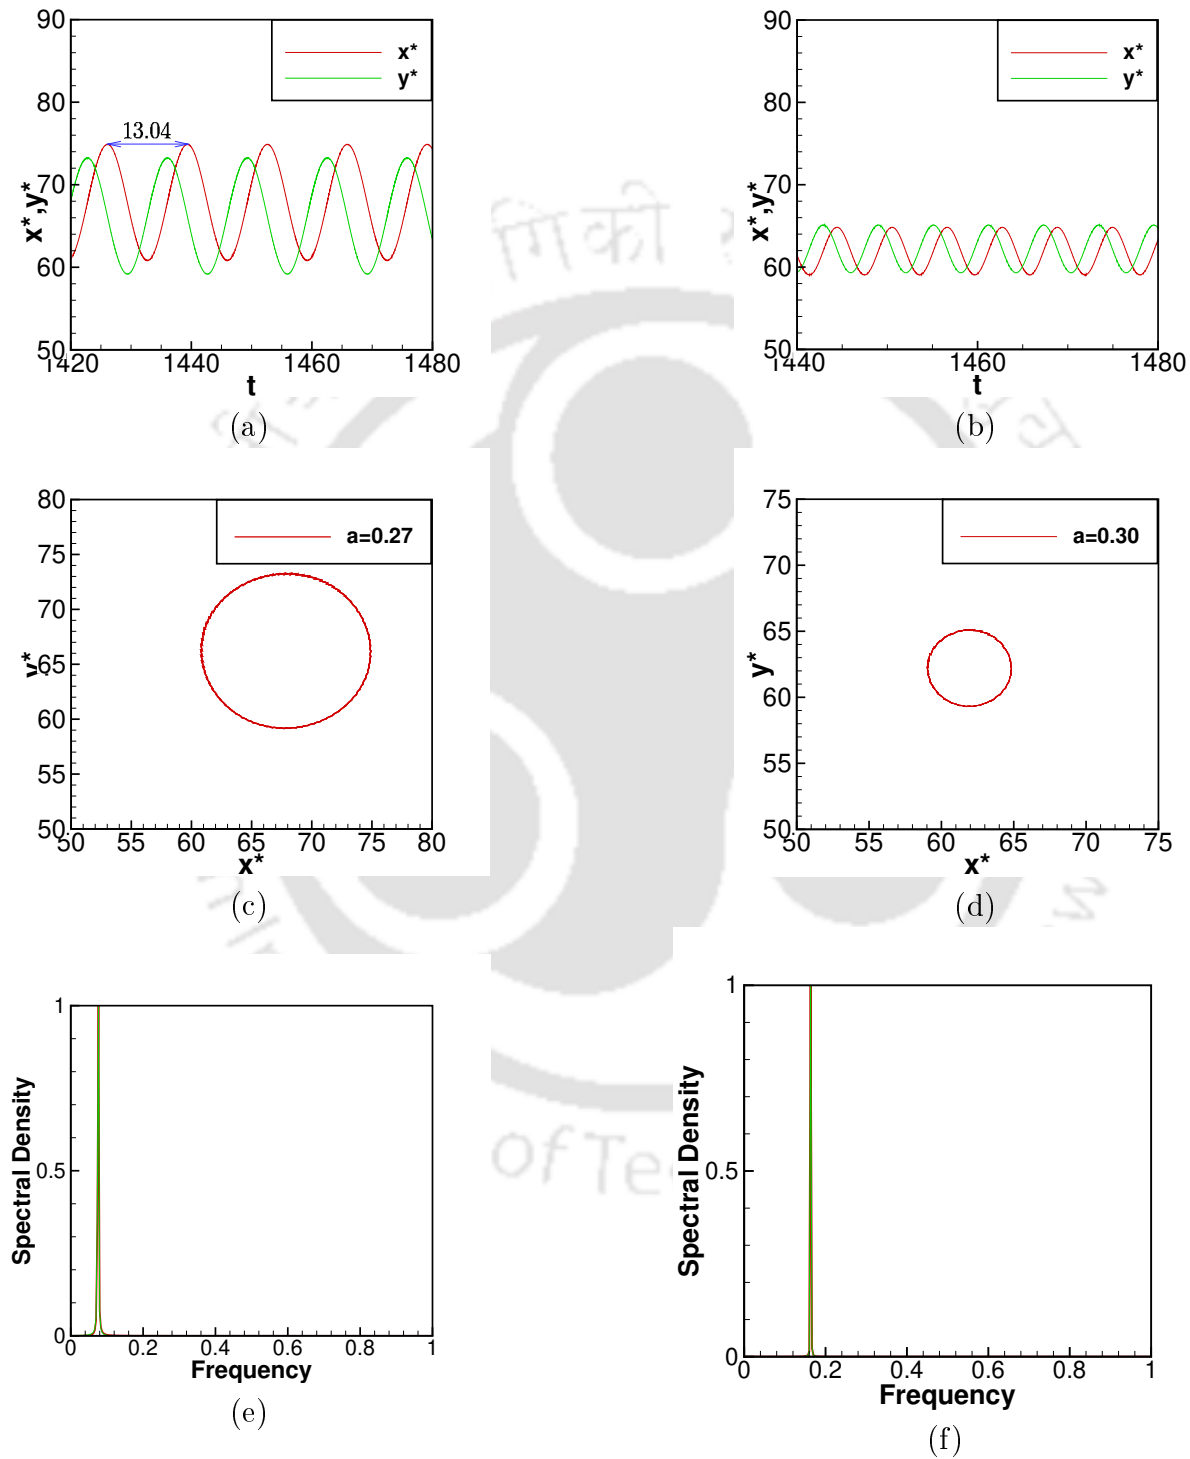 90
80
70
60
50
x*,y*
13.04
x*
y*
1420 1440 1460 1480
t
(a)
90
80
70
60
50
x*,y*
x*
y*
1440 1460 1480
t
(b)
80
75
70
65
60
55
50
y*
a=0.27
50 55 60 65 70 75 80
x*
(c)
75
70
65
60
55
50
y*
a=0.30
50 55 60 65 70 75
x*
(d)
1
0.5
0
Spectral Density
0 0.2 0.4 0.6 0.8 1
Frequency
(e)
1
0.5
0
Spectral Density
0 0.2 0.4 0.6 0.8 1
Frequency
(f)
of Te